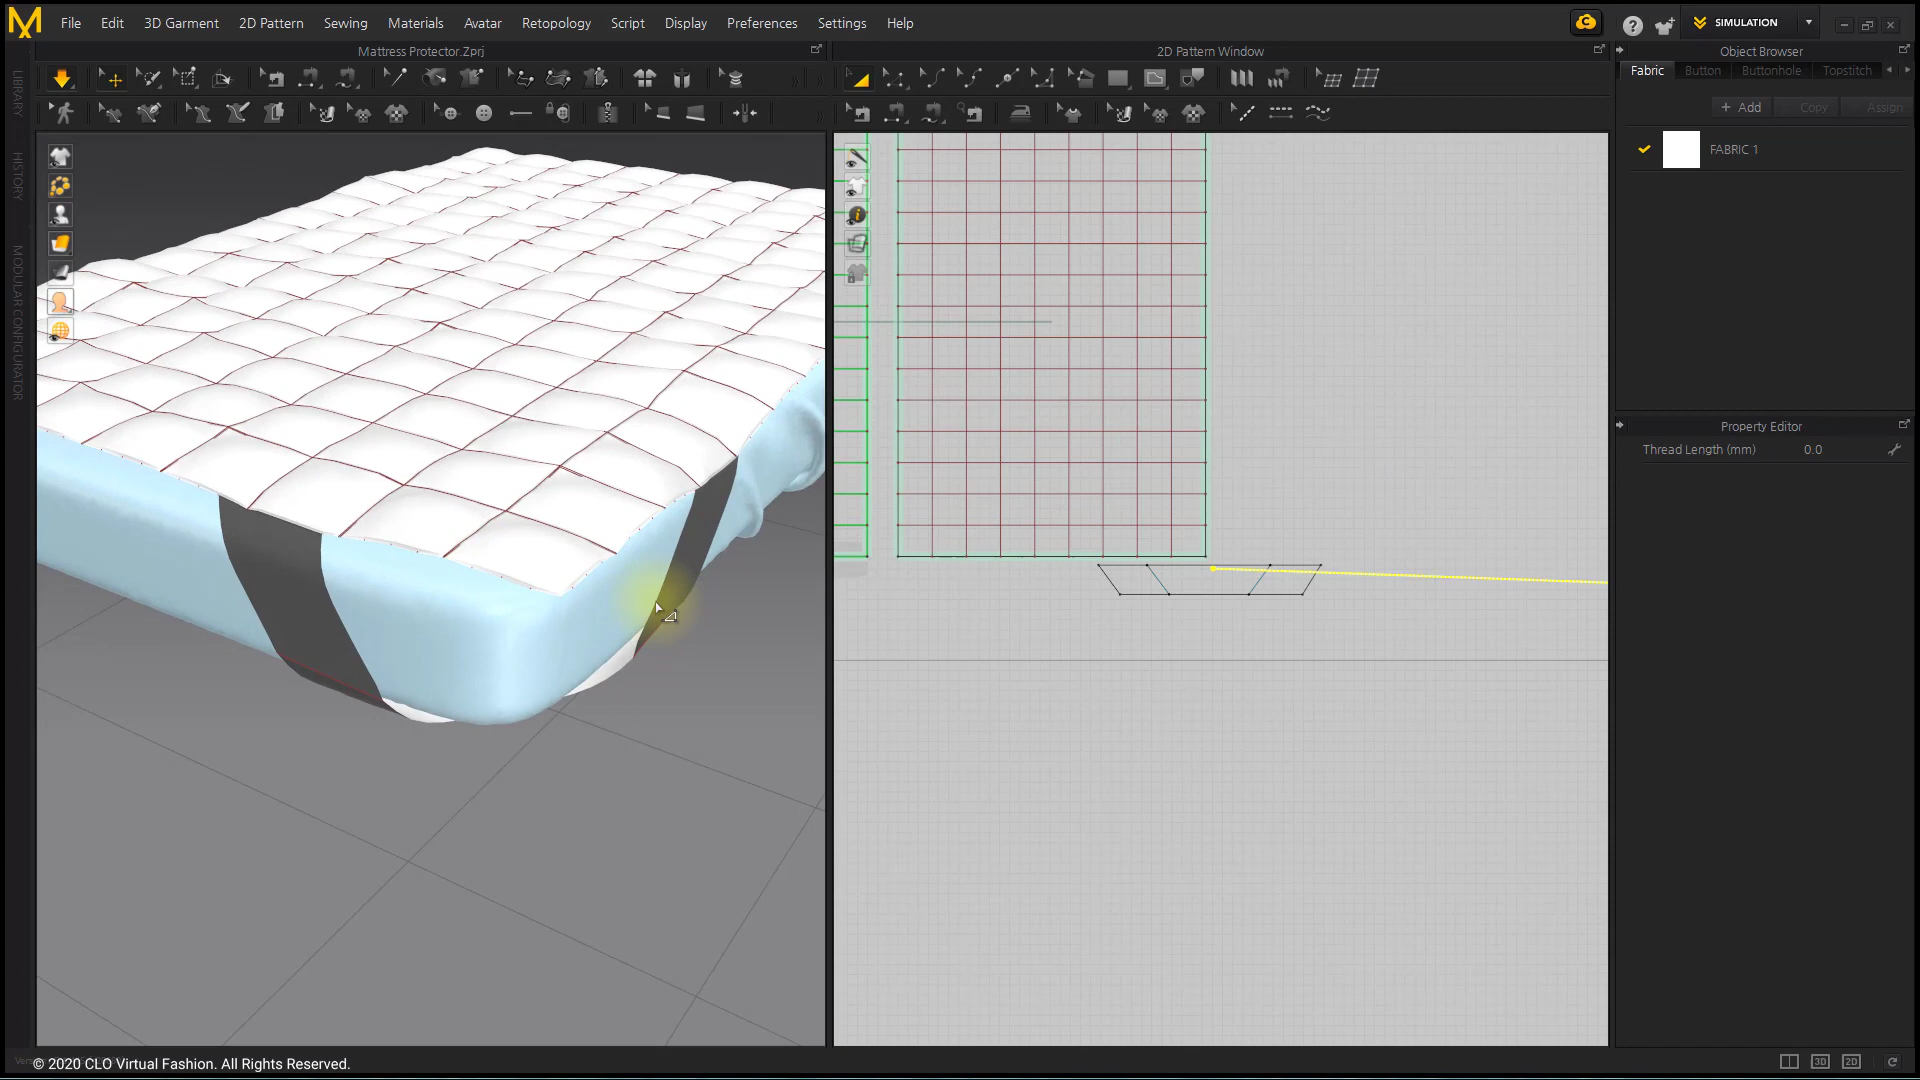 File Edit 3D Garment 2D Pattern Sewing Materials Avatar Retopology Script Display Preferences Settings Help
SIMULATION
Mattress Protector.Zprj
2D Pattern Window
Object Browser
Fabric Button Buttonhole Topstitch
+ Add Copy Assign
FABRIC 1
LIBRARY
HISTORY
MODULAR CONFIGURATOR
Property Editor
Thread Length (mm) 0.0
© 2020 CLO Virtual Fashion. All Rights Reserved.
3D 2D